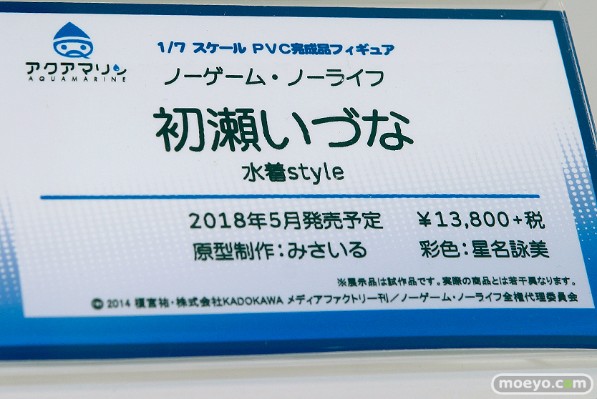 アクアマリン
AQUAMARINE
1/7 スケール PVC完成品フィギュア
ノーゲーム・ノーライフ
初瀬いづな
水着style
2018年5月発売予定 ¥13,800+税
原型制作：みさいる 彩色：星名詠美
※展示品は試作品です。実際の商品とは若干異なります。
©2014 榎宮祐・株式会社KADOKAWA メディアファクトリー刊／ノーゲーム・ノーライフ全権代理委員会
moeyo.com